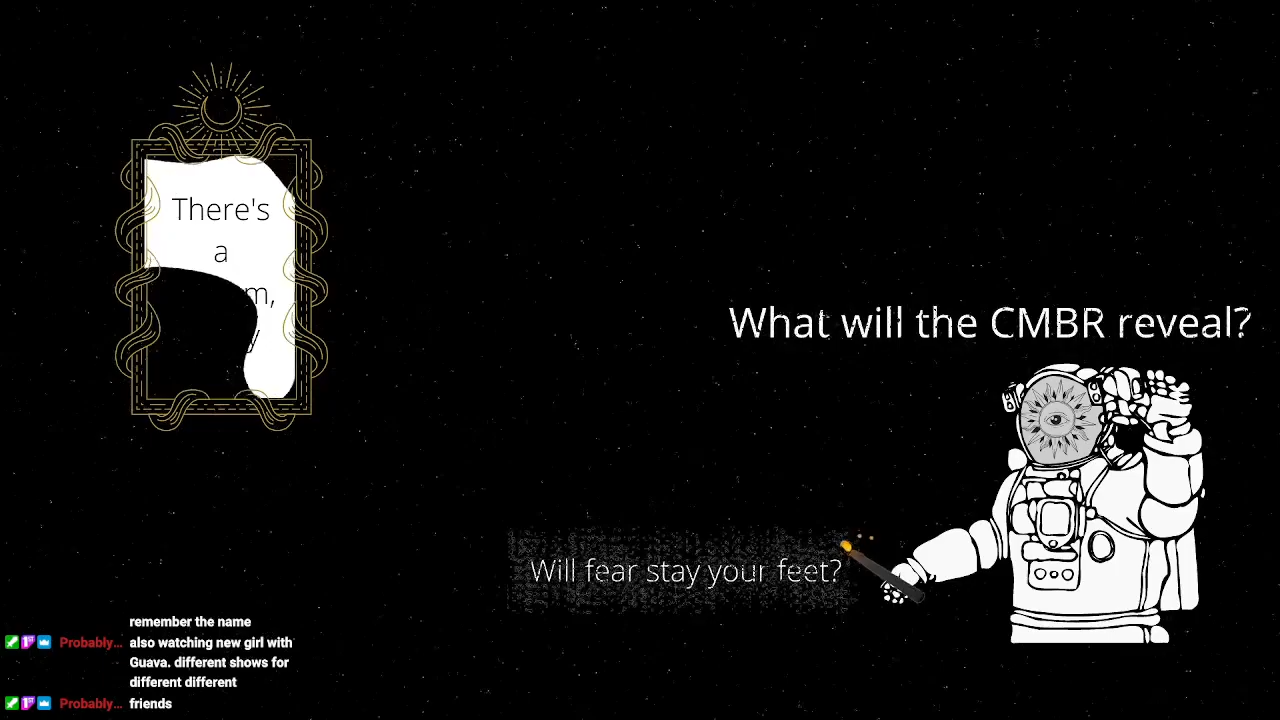 There's
a
What will the CMBR reveal?
Will fear stay your feet?
remember the name
Probably... also watching new girl with
Guava. different shows for
different different
Probably... friends